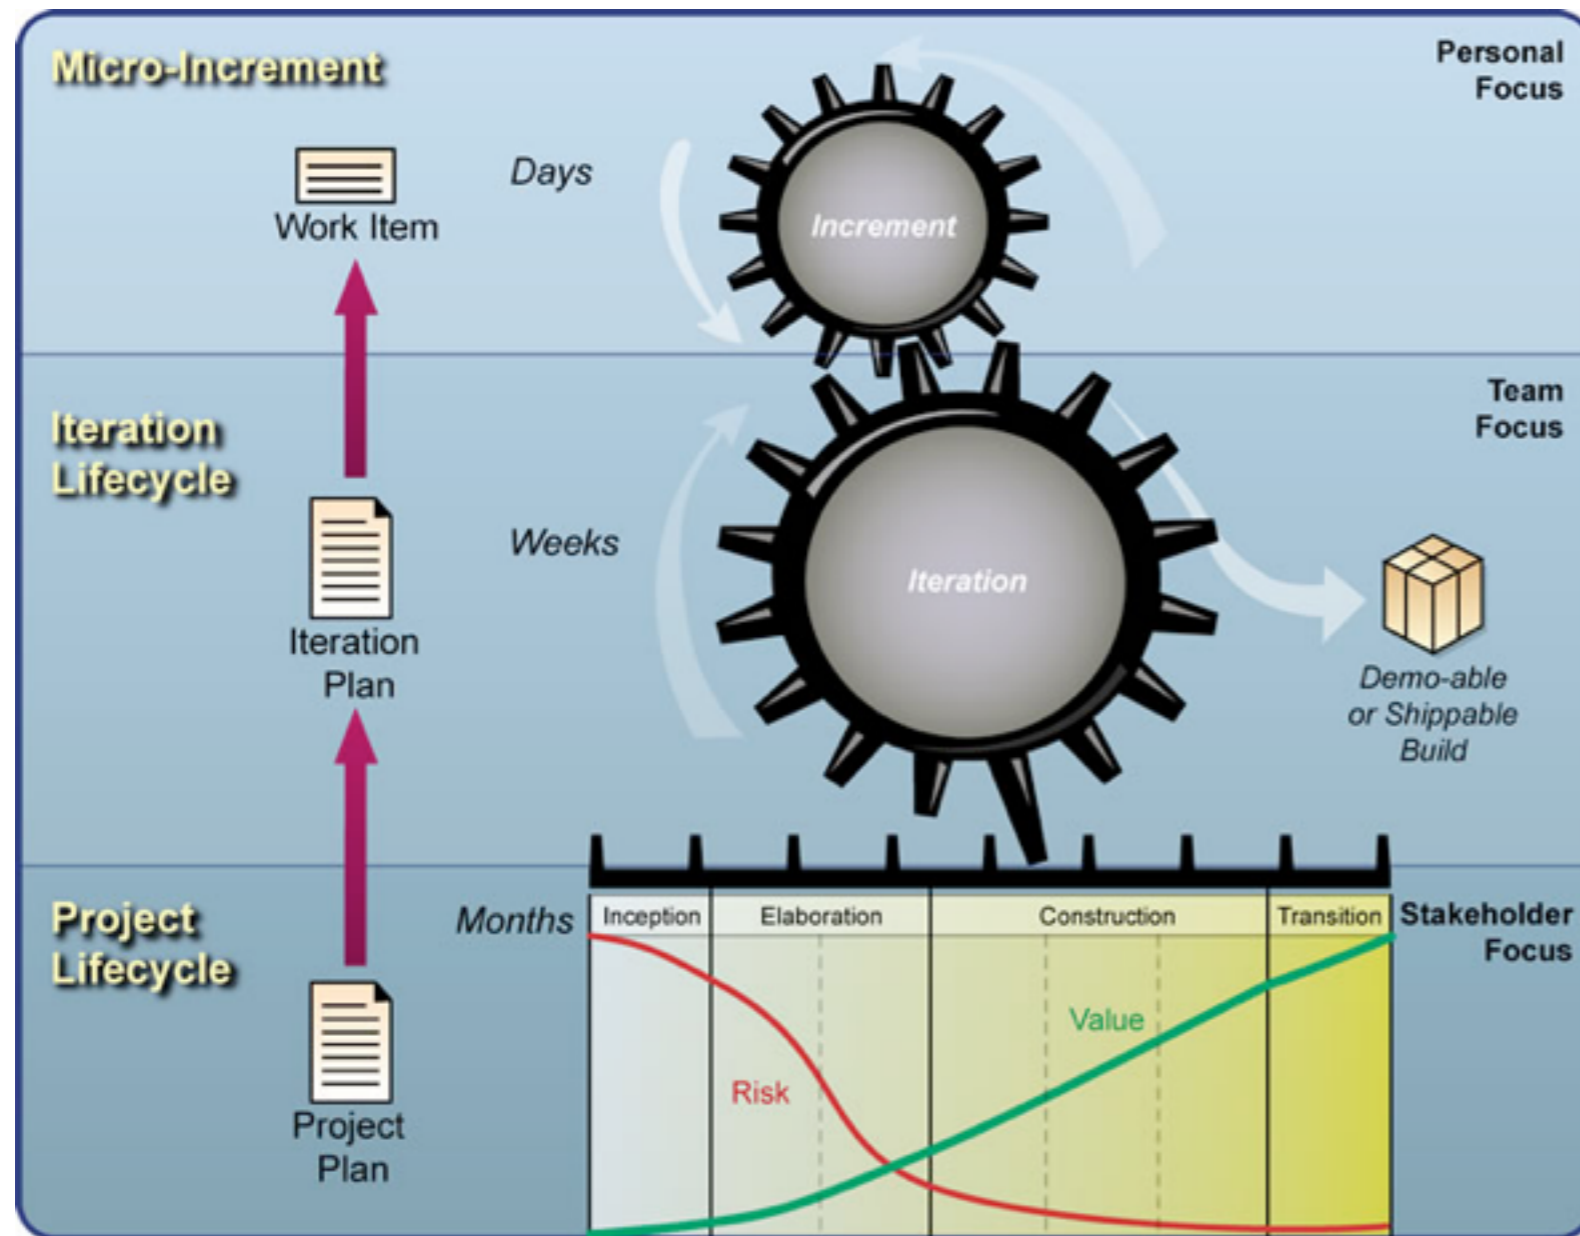 Micro-Increment
Personal
Focus
Days
Work Item
Increment
Iteration
Lifecycle
Team
Focus
Weeks
Iteration
Iteration
Plan
Demo-able
or Shippable
Build
Project
Lifecycle
Months
Inception
Elaboration
Construction
Transition
Stakeholder
Focus
Value
Risk
Project
Plan